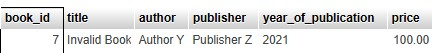 book_id title author publisher year_of_publication price
7 Invalid Book Author Y Publisher Z 2021 100.00